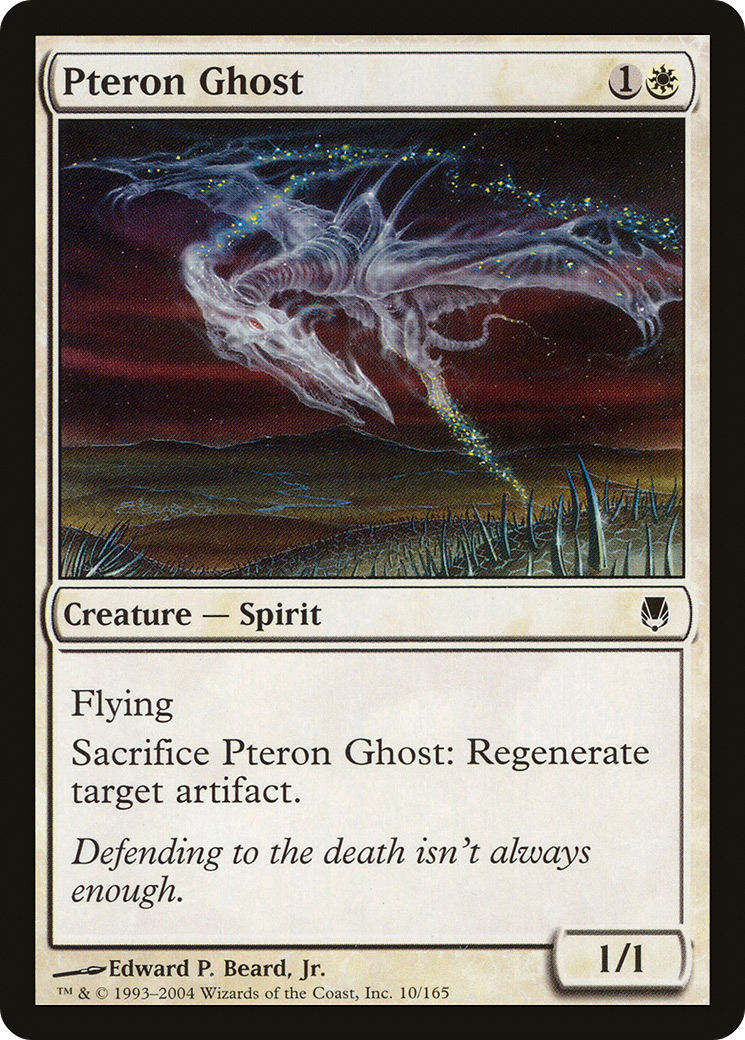 Pteron Ghost 1
Creature — Spirit
Flying
Sacrifice Pteron Ghost: Regenerate
target artifact.
Defending to the death isn't always
enough.
1/1
Edward P. Beard, Jr.
™ & © 1993–2004 Wizards of the Coast, Inc. 10/165